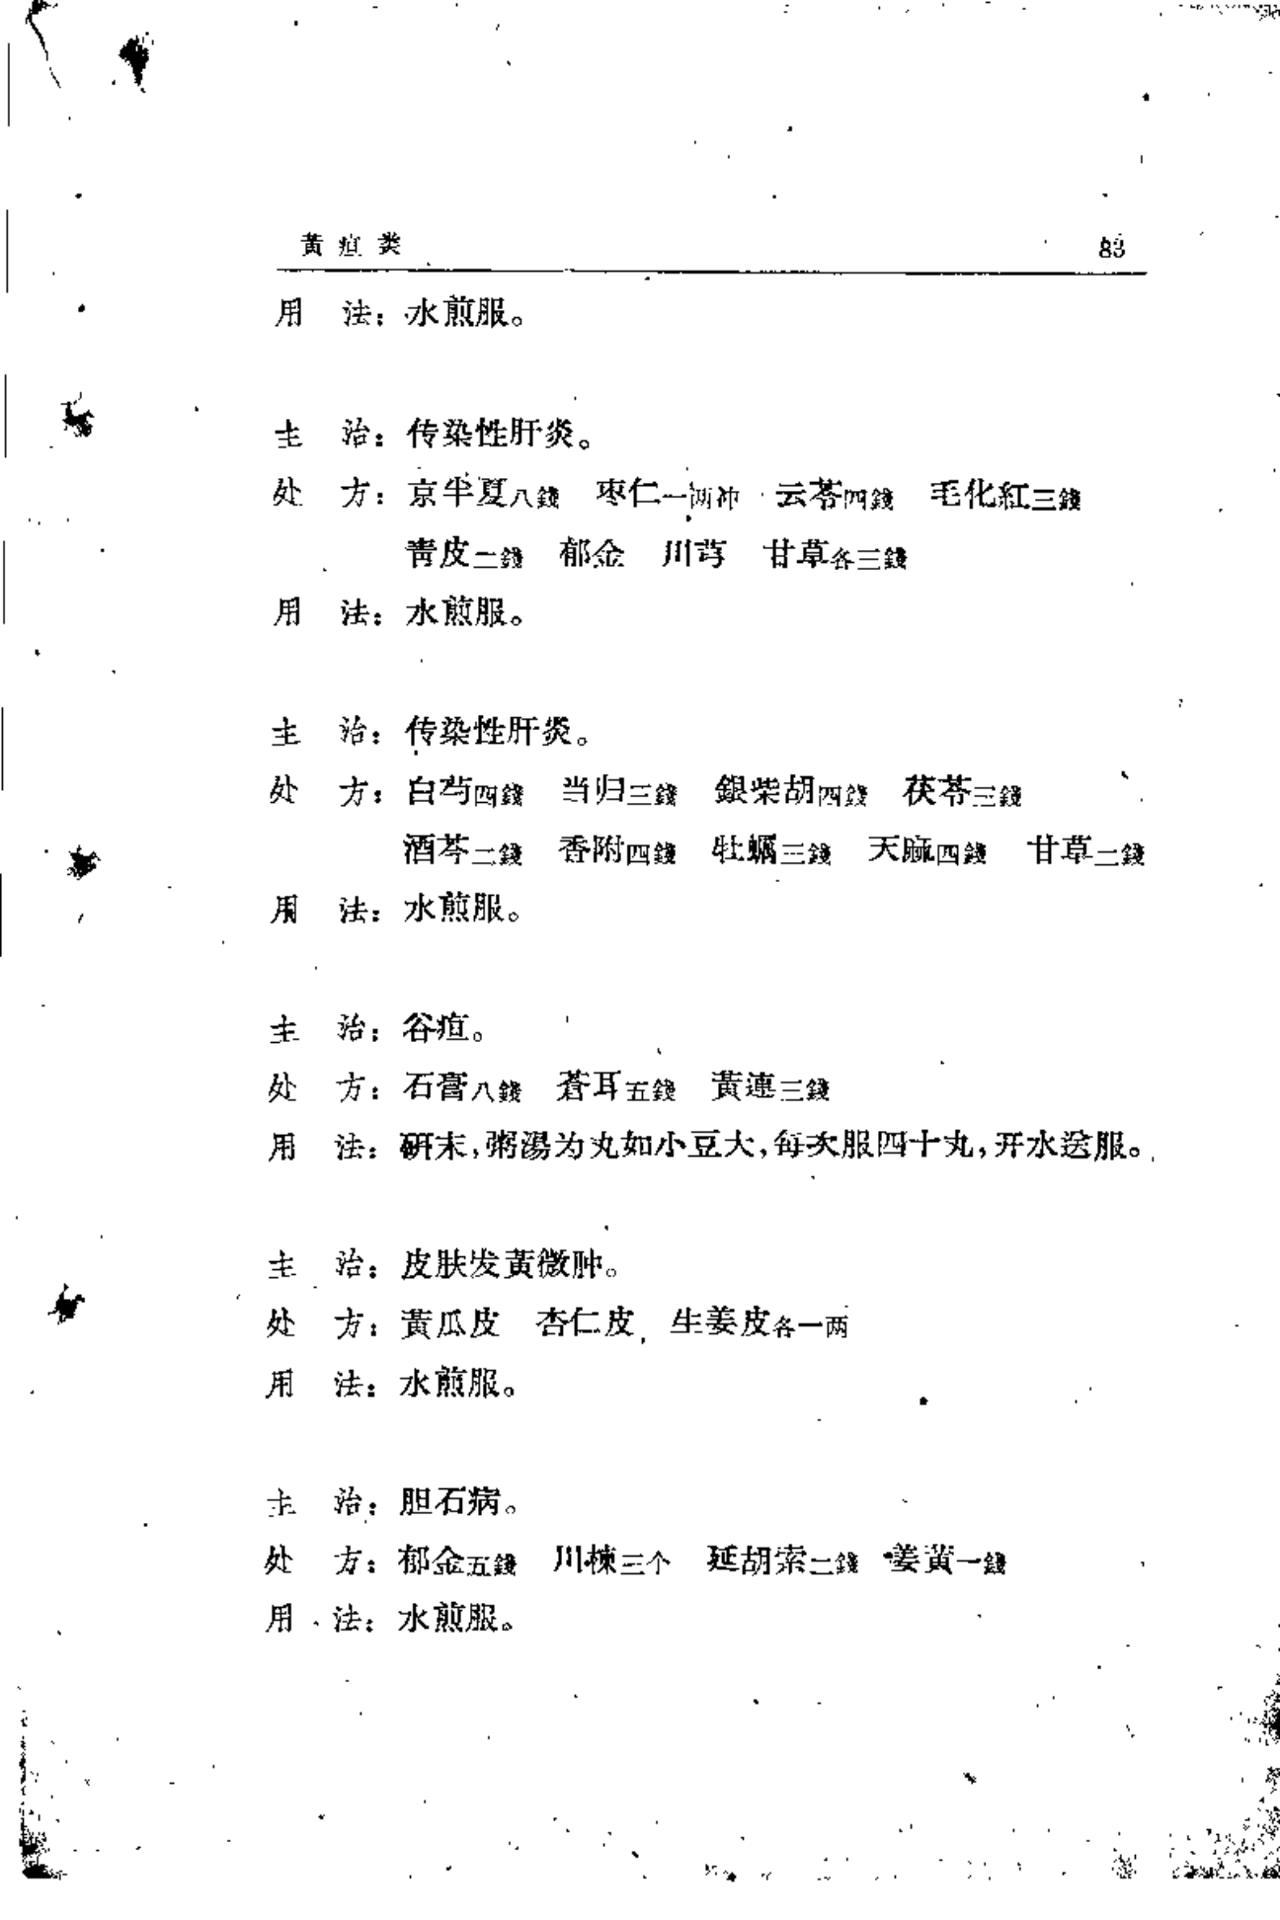 黃疸类 83
用 法：水煎服。
主 治：传染性肝炎。
处 方：京半夏八錢 枣仁一两冲 云苓四錢 毛化紅三錢
青皮二錢 郁金 川芎 甘草各三錢
用 法：水煎服。
主 治：传染性肝炎。
处 方：白芍四錢 当归三錢 銀柴胡四錢 茯苓三錢
酒芩二錢 香附四錢 牡蠣三錢 天麻四錢 甘草二錢
用 法：水煎服。
主 治：谷疸。
处 方：石膏八錢 蒼耳五錢 黃連三錢
用 法：研末，粥湯为丸如小豆大，每次服四十丸，开水送服。
主 治：皮肤发黃微肿。
处 方：黃瓜皮 杏仁皮 生姜皮各一两
用 法：水煎服。
主 治：胆石病。
处 方：郁金五錢 川楝三个 延胡索二錢 姜黃一錢
用 法：水煎服。